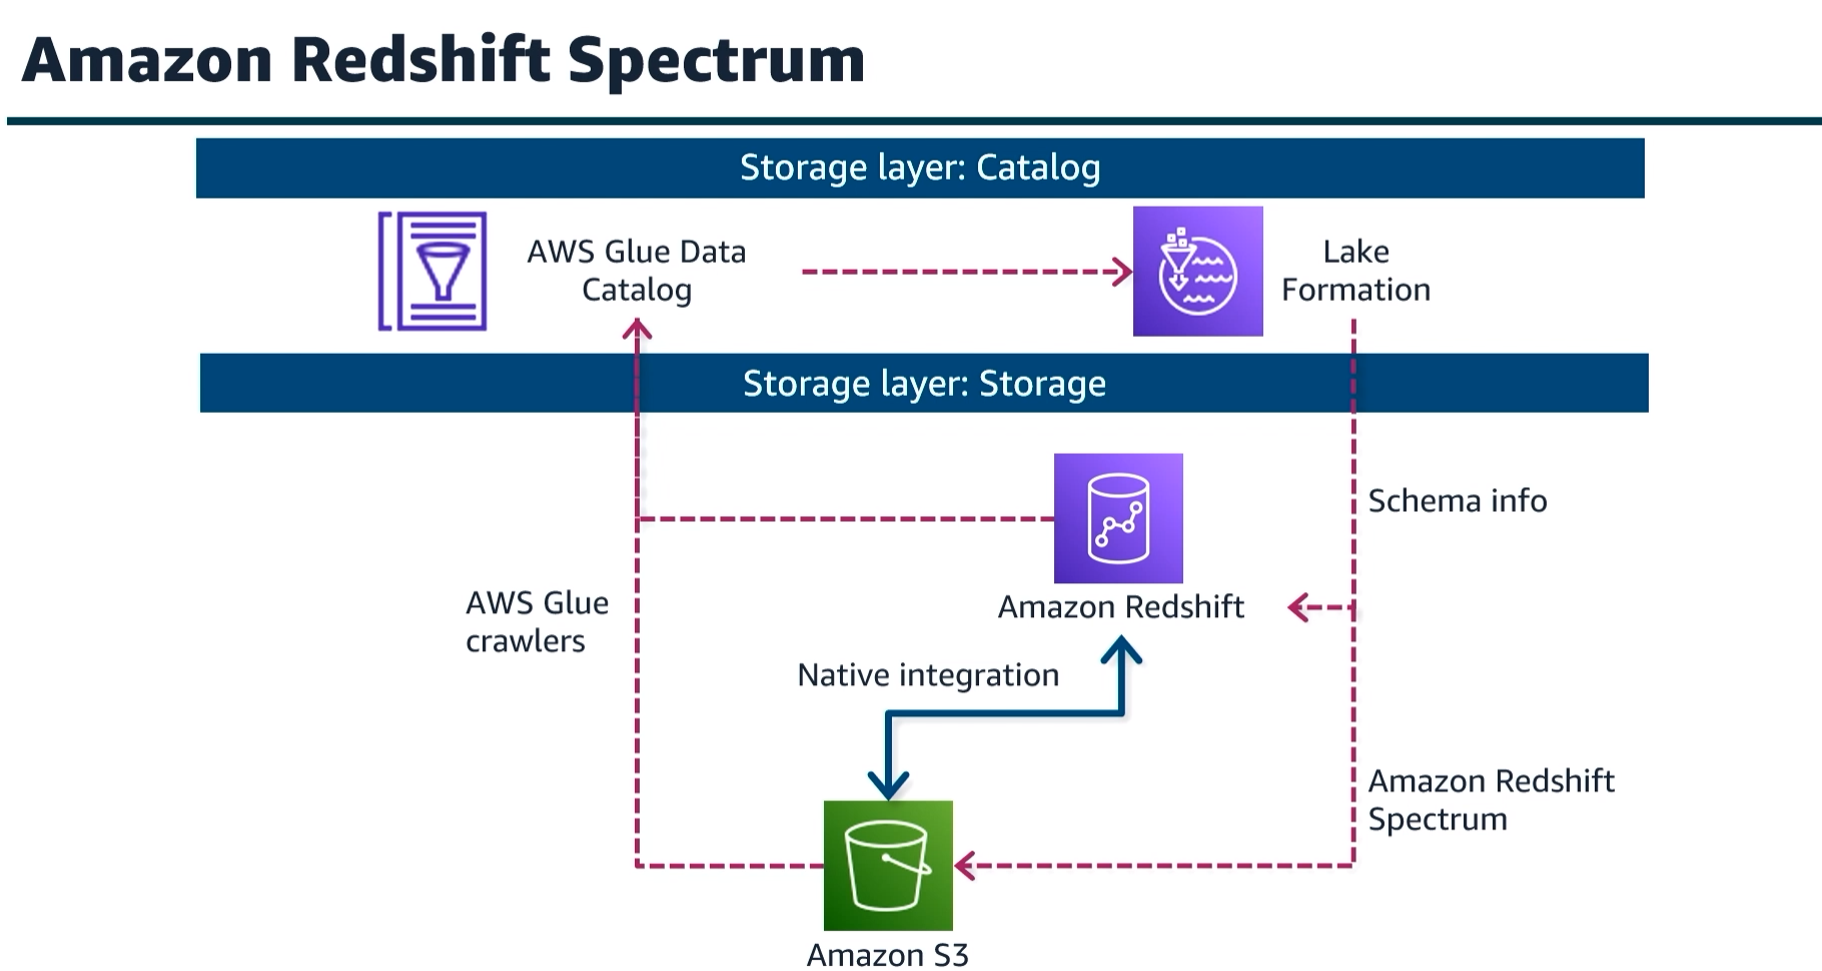 Amazon Redshift Spectrum
Storage layer: Catalog
AWS Glue Data
Catalog
Lake
Formation
Storage layer: Storage
Schema info
AWS Glue
crawlers
Amazon Redshift
Native integration
Amazon Redshift
Spectrum
Amazon S3